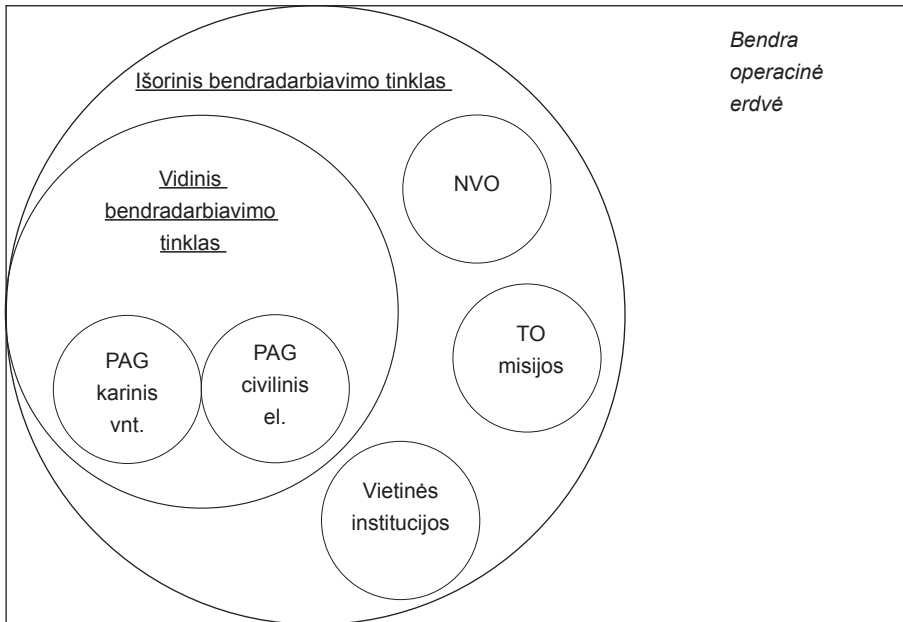 Bendra
operacinė
erdvė
Išorinis bendradarbiavimo tinklas
Vidinis
bendradarbiavimo
tinklas
NVO
TO
misijos
PAG
karinis
vnt.
PAG
civilinis
el.
Vietinės
institucijos